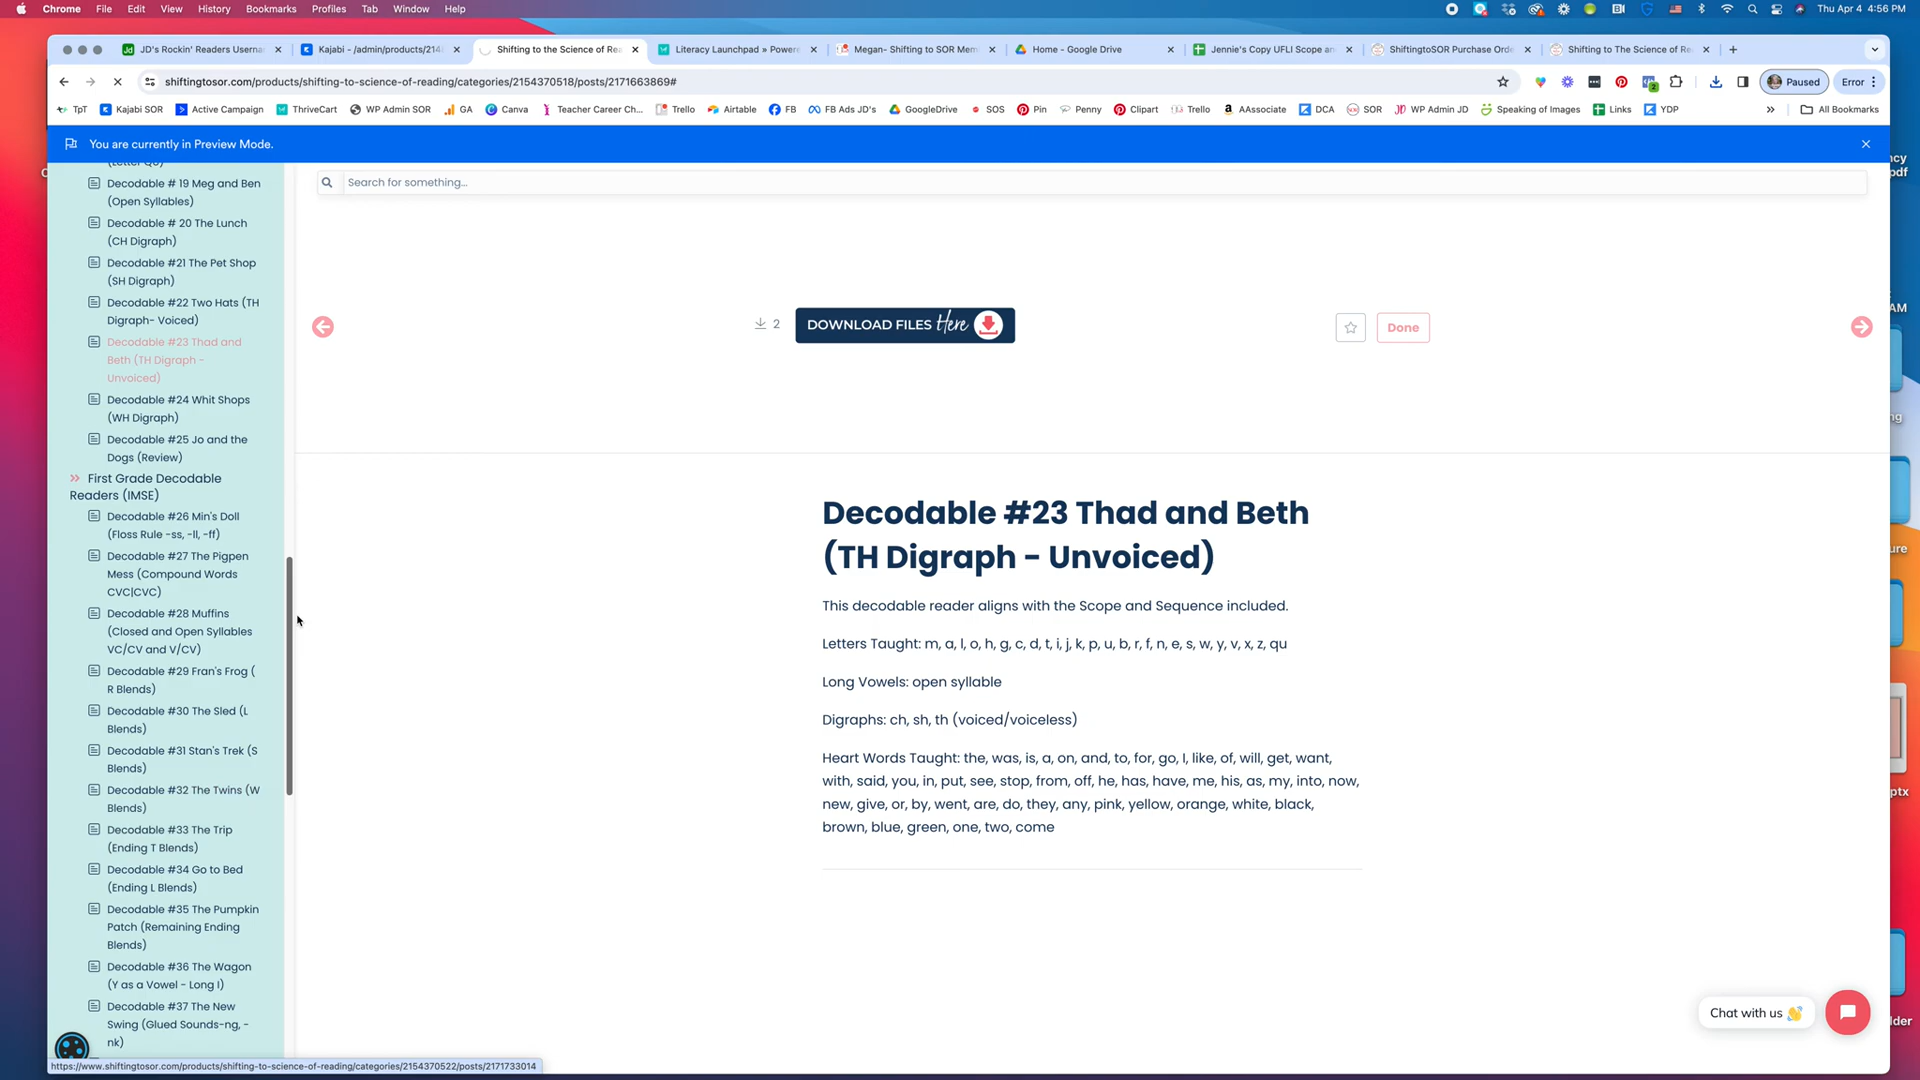 Chrome File Edit View History Bookmarks Profiles Tab Window Help Thu Apr 4 4:56 PM
JD's Rockin' Readers Userna Kajabi - /admin/products/214 Shifting to the Science of Rea Literacy Launchpad » Powere Megan- Shifting to SOR Mem Home - Google Drive Jennie's Copy UFLI Scope an ShiftingtoSOR Purchase Ord Shifting to The Science of Re
shiftingtosor.com/products/shifting-to-science-of-reading/categories/2154370518/posts/2171663869# Paused Error
TpT Kajabi SOR Active Campaign ThriveCart WP Admin SOR GA Canva Teacher Career Ch... Trello Airtable FB FB Ads JD's GoogleDrive SOS Pin Penny Clipart Trello AAssociate DCA SOR WP Admin JD Speaking of Images Links YDP » All Bookmarks
You are currently in Preview Mode.
Search for something...
Decodable # 19 Meg and Ben
(Open Syllables)
Decodable # 20 The Lunch
(CH Digraph)
Decodable #21 The Pet Shop
(SH Digraph)
Decodable #22 Two Hats (TH
Digraph- Voiced)
Decodable #23 Thad and
Beth (TH Digraph -
Unvoiced)
Decodable #24 Whit Shops
(WH Digraph)
Decodable #25 Jo and the
Dogs (Review)
First Grade Decodable
Readers (IMSE)
Decodable #26 Min's Doll
(Floss Rule -ss, -ll, -ff)
Decodable #27 The Pigpen
Mess (Compound Words
CVC|CVC)
Decodable #28 Muffins
(Closed and Open Syllables
VC/CV and V/CV)
Decodable #29 Fran's Frog (
R Blends)
Decodable #30 The Sled (L
Blends)
Decodable #31 Stan's Trek (S
Blends)
Decodable #32 The Twins (W
Blends)
Decodable #33 The Trip
(Ending T Blends)
Decodable #34 Go to Bed
(Ending L Blends)
Decodable #35 The Pumpkin
Patch (Remaining Ending
Blends)
Decodable #36 The Wagon
(Y as a Vowel - Long I)
Decodable #37 The New
Swing (Glued Sounds-ng, -
nk)
2 DOWNLOAD FILES Here Done
Decodable #23 Thad and Beth
(TH Digraph - Unvoiced)
This decodable reader aligns with the Scope and Sequence included.
Letters Taught: m, a, l, o, h, g, c, d, t, i, j, k, p, u, b, r, f, n, e, s, w, y, v, x, z, qu
Long Vowels: open syllable
Digraphs: ch, sh, th (voiced/voiceless)
Heart Words Taught: the, was, is, a, on, and, to, for, go, I, like, of, will, get, want,
with, said, you, in, put, see, stop, from, off, he, has, have, me, his, as, my, into, now,
new, give, or, by, went, are, do, they, any, pink, yellow, orange, white, black,
brown, blue, green, one, two, come
Chat with us 👋
https://www.shiftingtosor.com/products/shifting-to-science-of-reading/categories/2154370522/posts/2171733014